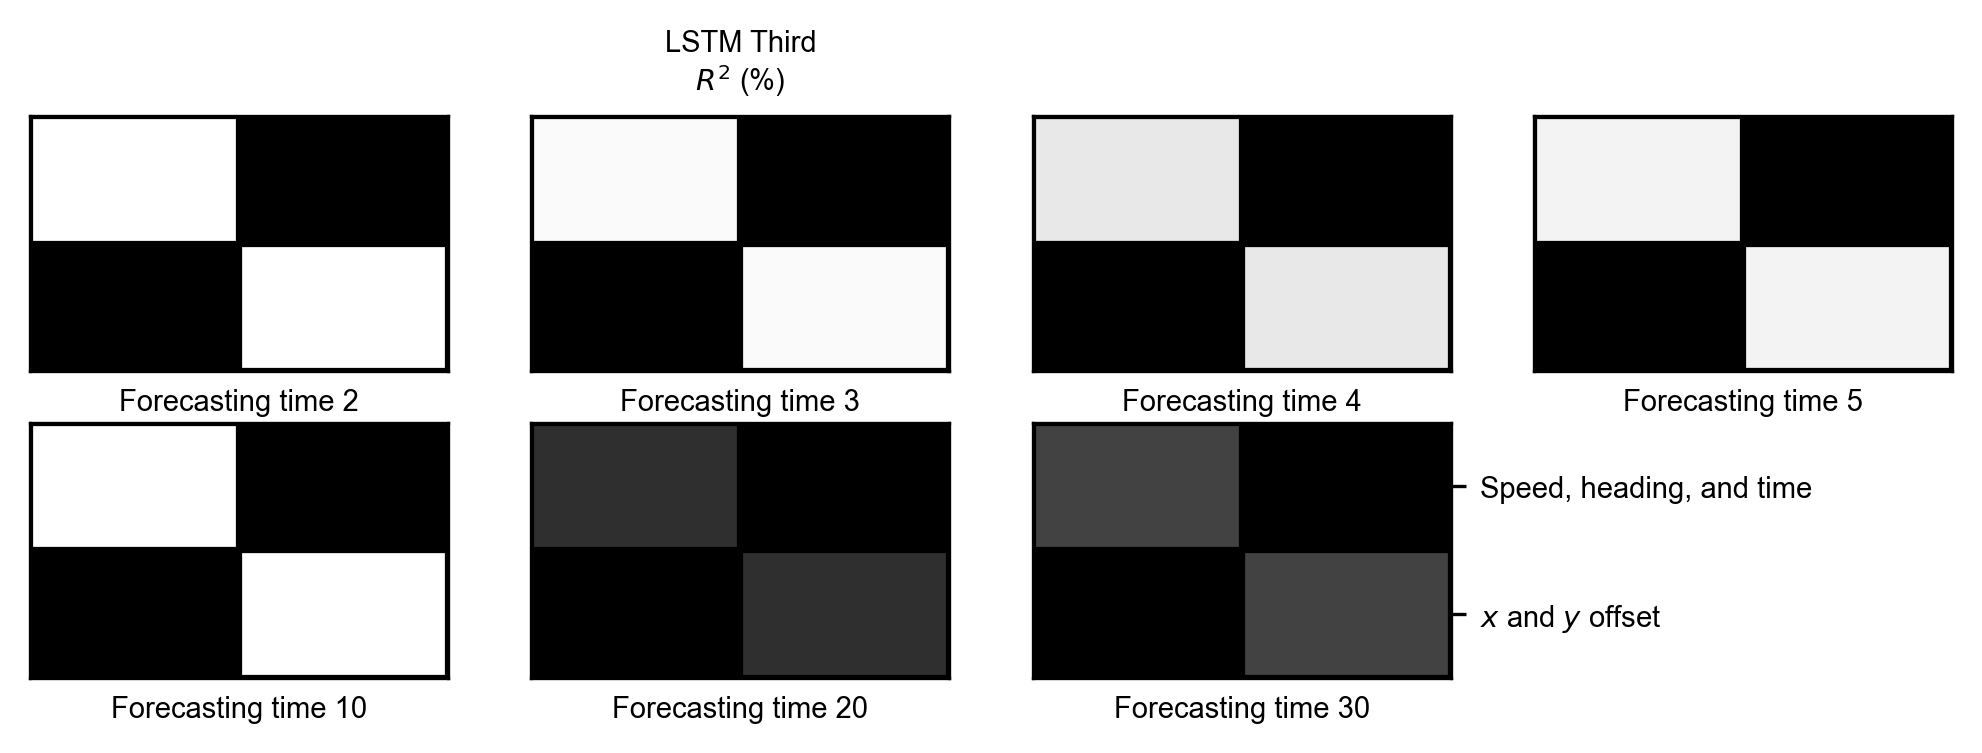 LSTM Third
R² (%)
Forecasting time 2
Forecasting time 3
Forecasting time 4
Forecasting time 5
Speed, heading, and time
x and y offset
Forecasting time 10
Forecasting time 20
Forecasting time 30